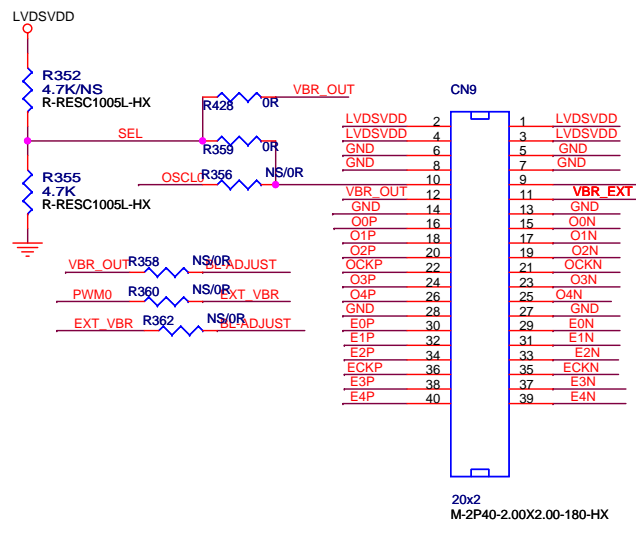 LVDSVDD
R352
4.7K/NS
R-RESC1005L-HX
SEL
R355
4.7K
R-RESC1005L-HX
R428
0R
VBR_OUT
R359
0R
OSCL0
R356
NS/0R
VBR_OUT
R358
NS/0R
BL-ADJUST
PWM0
R360
NS/0R
EXT_VBR
EXT_VBR
R362
NS/0R
BL-ADJUST
CN9
LVDSVDD 2 1 LVDSVDD
LVDSVDD 4 3 LVDSVDD
GND 6 5 GND
GND 8 7 GND
10 9
VBR_OUT 12 11 VBR_EXT
GND 14 13 GND
O0P 16 15 O0N
O1P 18 17 O1N
O2P 20 19 O2N
OCKP 22 21 OCKN
O3P 24 23 O3N
O4P 26 25 O4N
GND 28 27 GND
E0P 30 29 E0N
E1P 32 31 E1N
E2P 34 33 E2N
ECKP 36 35 ECKN
E3P 38 37 E3N
E4P 40 39 E4N
20x2
M-2P40-2.00X2.00-180-HX